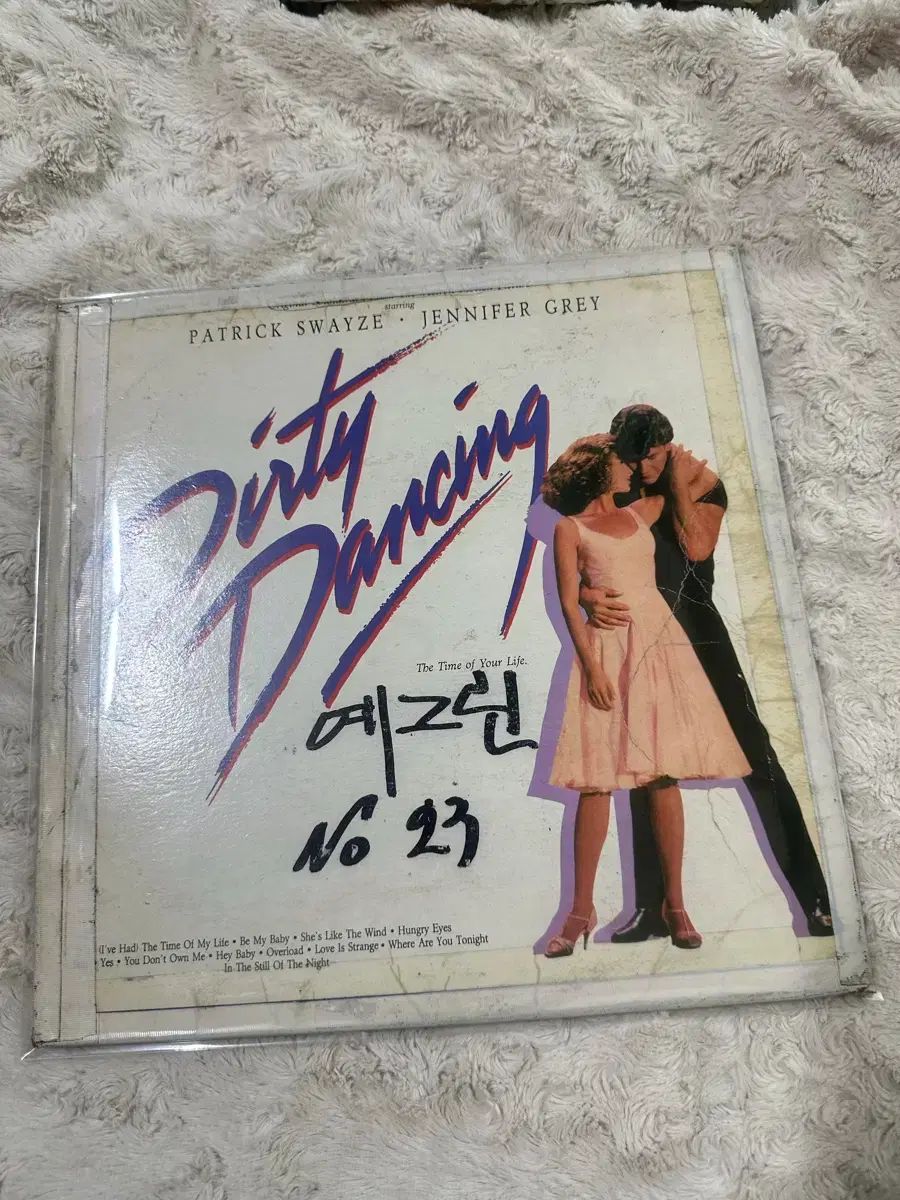 starring
PATRICK SWAYZE · JENNIFER GREY
Dirty
Dancing
The Time of Your Life.
예그린
No 23
(I've Had) The Time Of My Life • Be My Baby • She's Like The Wind • Hungry Eyes
Yes • You Don't Own Me • Hey Baby • Overload • Love Is Strange • Where Are You Tonight
In The Still Of The Night